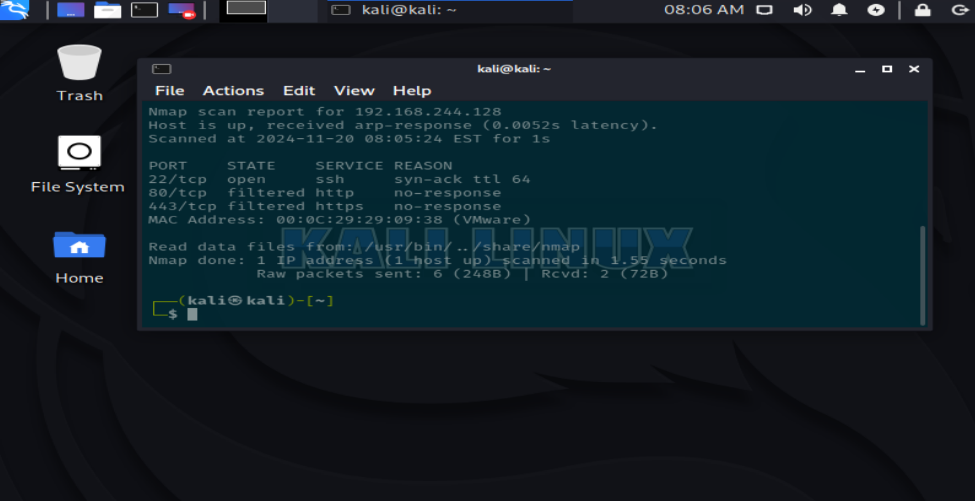 kali@kali: ~
08:06 AM
Trash
File System
Home
kali@kali: ~
File Actions Edit View Help
Nmap scan report for 192.168.244.128
Host is up, received arp-response (0.0052s latency).
Scanned at 2024-11-20 08:05:24 EST for 1s
PORT STATE SERVICE REASON
22/tcp open ssh syn-ack ttl 64
80/tcp filtered http no-response
443/tcp filtered https no-response
MAC Address: 00:0C:29:29:09:38 (VMware)
Read data files from: /usr/bin/../share/nmap
Nmap done: 1 IP address (1 host up) scanned in 1.55 seconds
Raw packets sent: 6 (248B) | Rcvd: 2 (72B)
KALI LINUX
┌──(kali㉿kali)-[~]
└─$